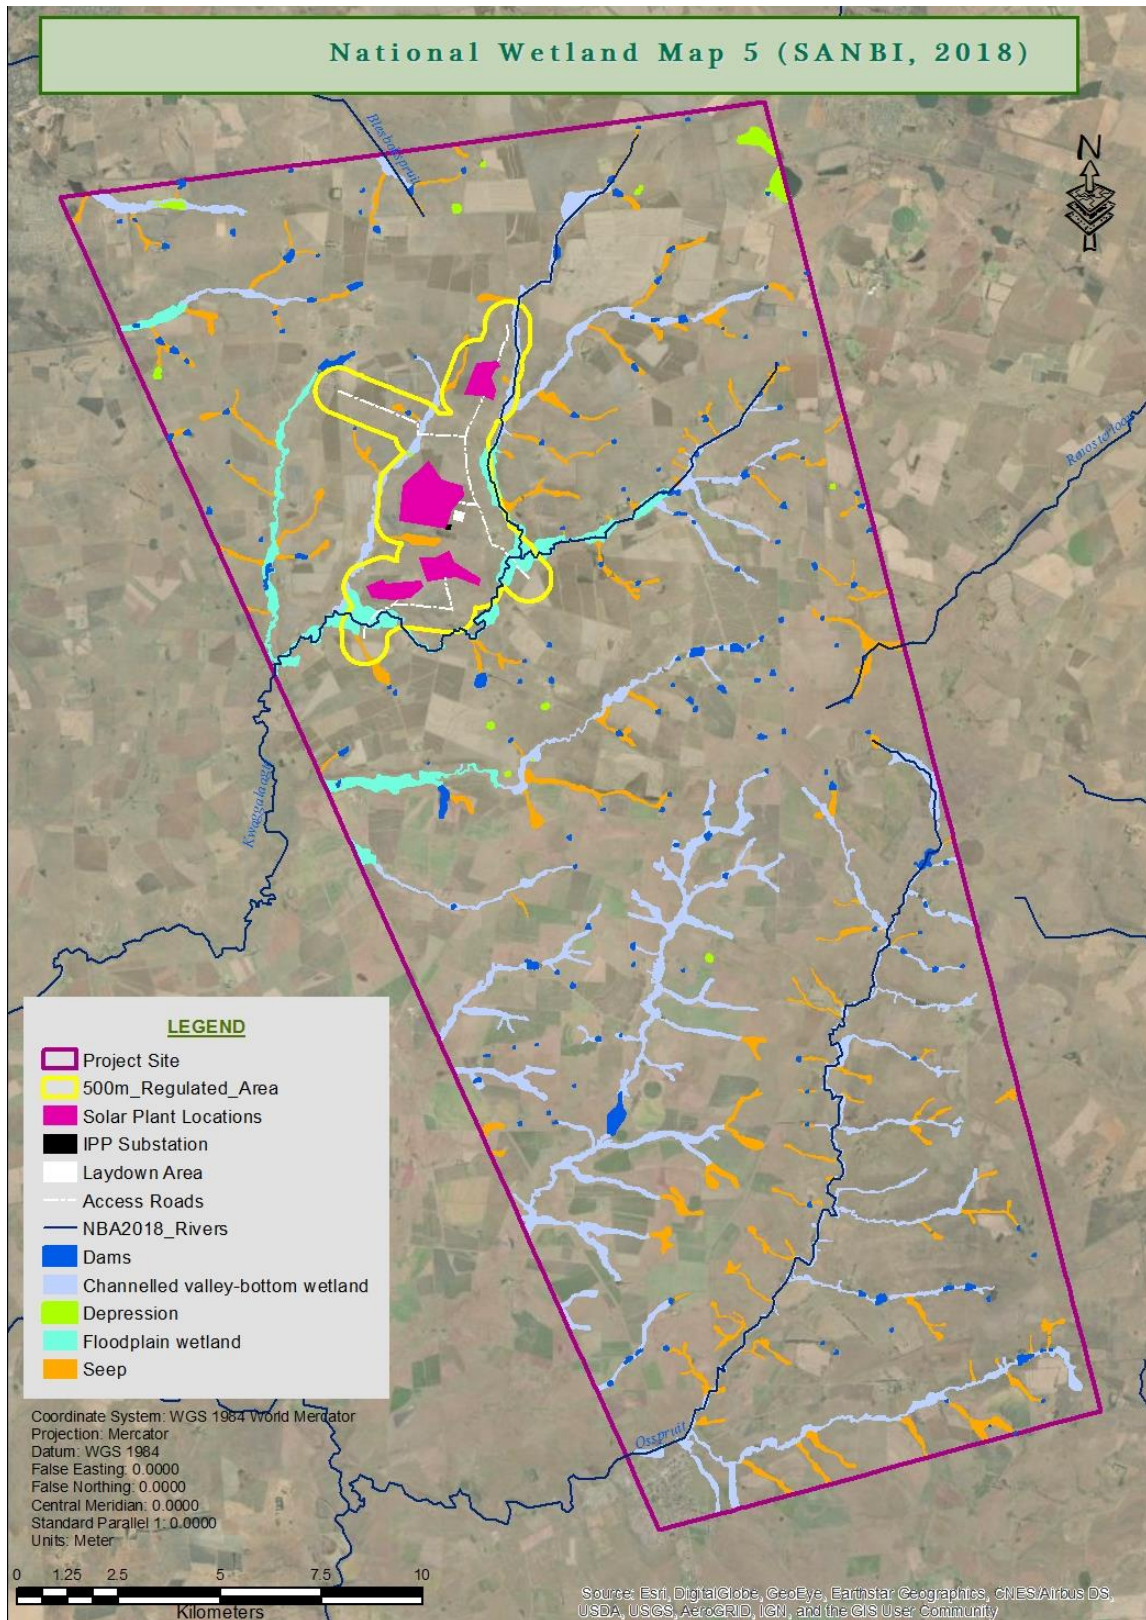 National Wetland Map 5 (SANBI, 2018)
Blesbokspruit
N
Renosterloop
Kwaggalaagte
LEGEND
Project Site
500m_Regulated_Area
Solar Plant Locations
IPP Substation
Laydown Area
Access Roads
NBA2018_Rivers
Dams
Channelled valley-bottom wetland
Depression
Floodplain wetland
Seep
Coordinate System: WGS 1984 World Mercator
Projection: Mercator
Datum: WGS 1984
False Easting: 0.0000
False Northing: 0.0000
Central Meridian: 0.0000
Standard Parallel 1: 0.0000
Units: Meter
Osspruit
0 1.25 2.5 5 7.5 10
Kilometers
Source: Esri, DigitalGlobe, GeoEye, Earthstar Geographics, CNES/Airbus DS,
USDA, USGS, AeroGRID, IGN, and the GIS User Community